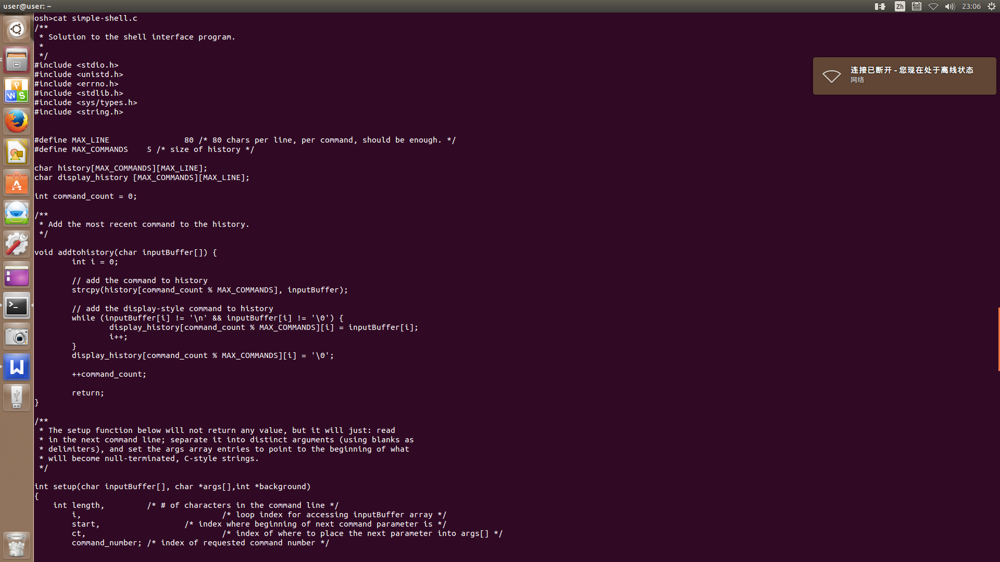 user@user: ~
Zh
23:06
osh>cat simple-shell.c
/**
 * Solution to the shell interface program.
 *
 */
#include <stdio.h>
#include <unistd.h>
#include <errno.h>
#include <stdlib.h>
#include <sys/types.h>
#include <string.h>
连接已断开 - 您现在处于离线状态
网络
#define MAX_LINE                80 /* 80 chars per line, per command, should be enough. */
#define MAX_COMMANDS    5 /* size of history */
char history[MAX_COMMANDS][MAX_LINE];
char display_history [MAX_COMMANDS][MAX_LINE];
int command_count = 0;
/**
 * Add the most recent command to the history.
 */
void addtohistory(char inputBuffer[]) {
        int i = 0;
        // add the command to history
        strcpy(history[command_count % MAX_COMMANDS], inputBuffer);
        // add the display-style command to history
        while (inputBuffer[i] != '\n' && inputBuffer[i] != '\0') {
                display_history[command_count % MAX_COMMANDS][i] = inputBuffer[i];
                i++;
        }
        display_history[command_count % MAX_COMMANDS][i] = '\0';
        ++command_count;
        return;
}
/**
 * The setup function below will not return any value, but it will just: read
 * in the next command line; separate it into distinct arguments (using blanks as
 * delimiters), and set the args array entries to point to the beginning of what
 * will become null-terminated, C-style strings.
 */
int setup(char inputBuffer[], char *args[],int *background)
{
    int length,         /* # of characters in the command line */
        i,                              /* loop index for accessing inputBuffer array */
        start,                  /* index where beginning of next command parameter is */
        ct,                             /* index of where to place the next parameter into args[] */
        command_number; /* index of requested command number */